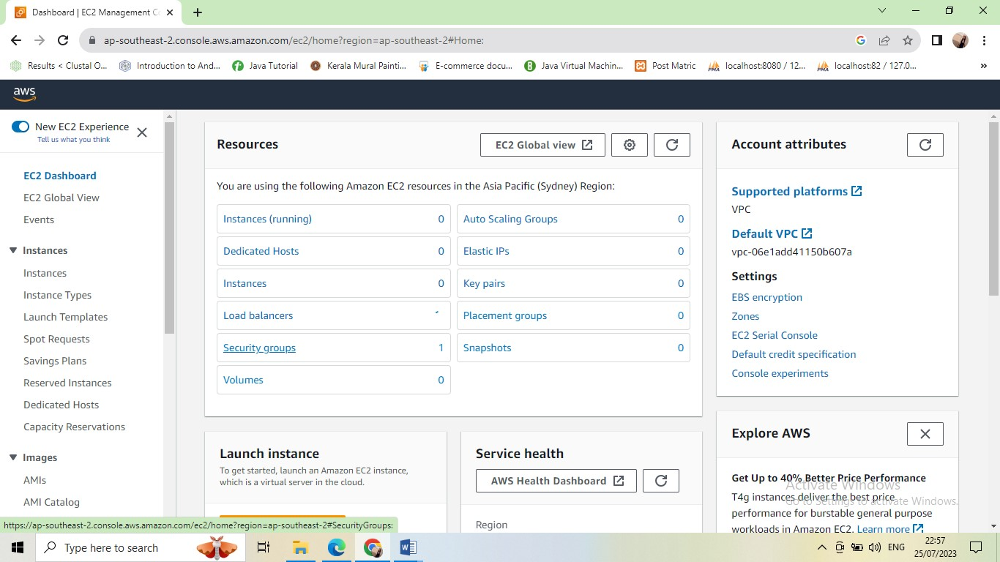 Dashboard | EC2 Management C
ap-southeast-2.console.aws.amazon.com/ec2/home?region=ap-southeast-2#Home:
Results < Clustal O...
Introduction to And...
Java Tutorial
Kerala Mural Painti...
E-commerce docu...
Java Virtual Machin...
Post Matric
localhost:8080 / 12...
localhost:82 / 127.0...
»
aws
New EC2 Experience
Tell us what you think
EC2 Dashboard
EC2 Global View
Events
Instances
Instances
Instance Types
Launch Templates
Spot Requests
Savings Plans
Reserved Instances
Dedicated Hosts
Capacity Reservations
Images
AMIs
AMI Catalog
Resources
EC2 Global view
You are using the following Amazon EC2 resources in the Asia Pacific (Sydney) Region:
Instances (running) 0
Auto Scaling Groups 0
Dedicated Hosts 0
Elastic IPs 0
Instances 0
Key pairs 0
Load balancers
Placement groups 0
Security groups 1
Snapshots 0
Volumes 0
Launch instance
To get started, launch an Amazon EC2 instance,
which is a virtual server in the cloud.
Service health
AWS Health Dashboard
Region
Account attributes
Supported platforms
VPC
Default VPC
vpc-06e1add41150b607a
Settings
EBS encryption
Zones
EC2 Serial Console
Default credit specification
Console experiments
Explore AWS
Get Up to 40% Better Price Performance
T4g instances deliver the best price
performance for burstable general purpose
workloads in Amazon EC2. Learn more
Activate Windows
Go to Settings to activate Windows.
https://ap-southeast-2.console.aws.amazon.com/ec2/home?region=ap-southeast-2#SecurityGroups:
Type here to search
ENG
22:57
25/07/2023